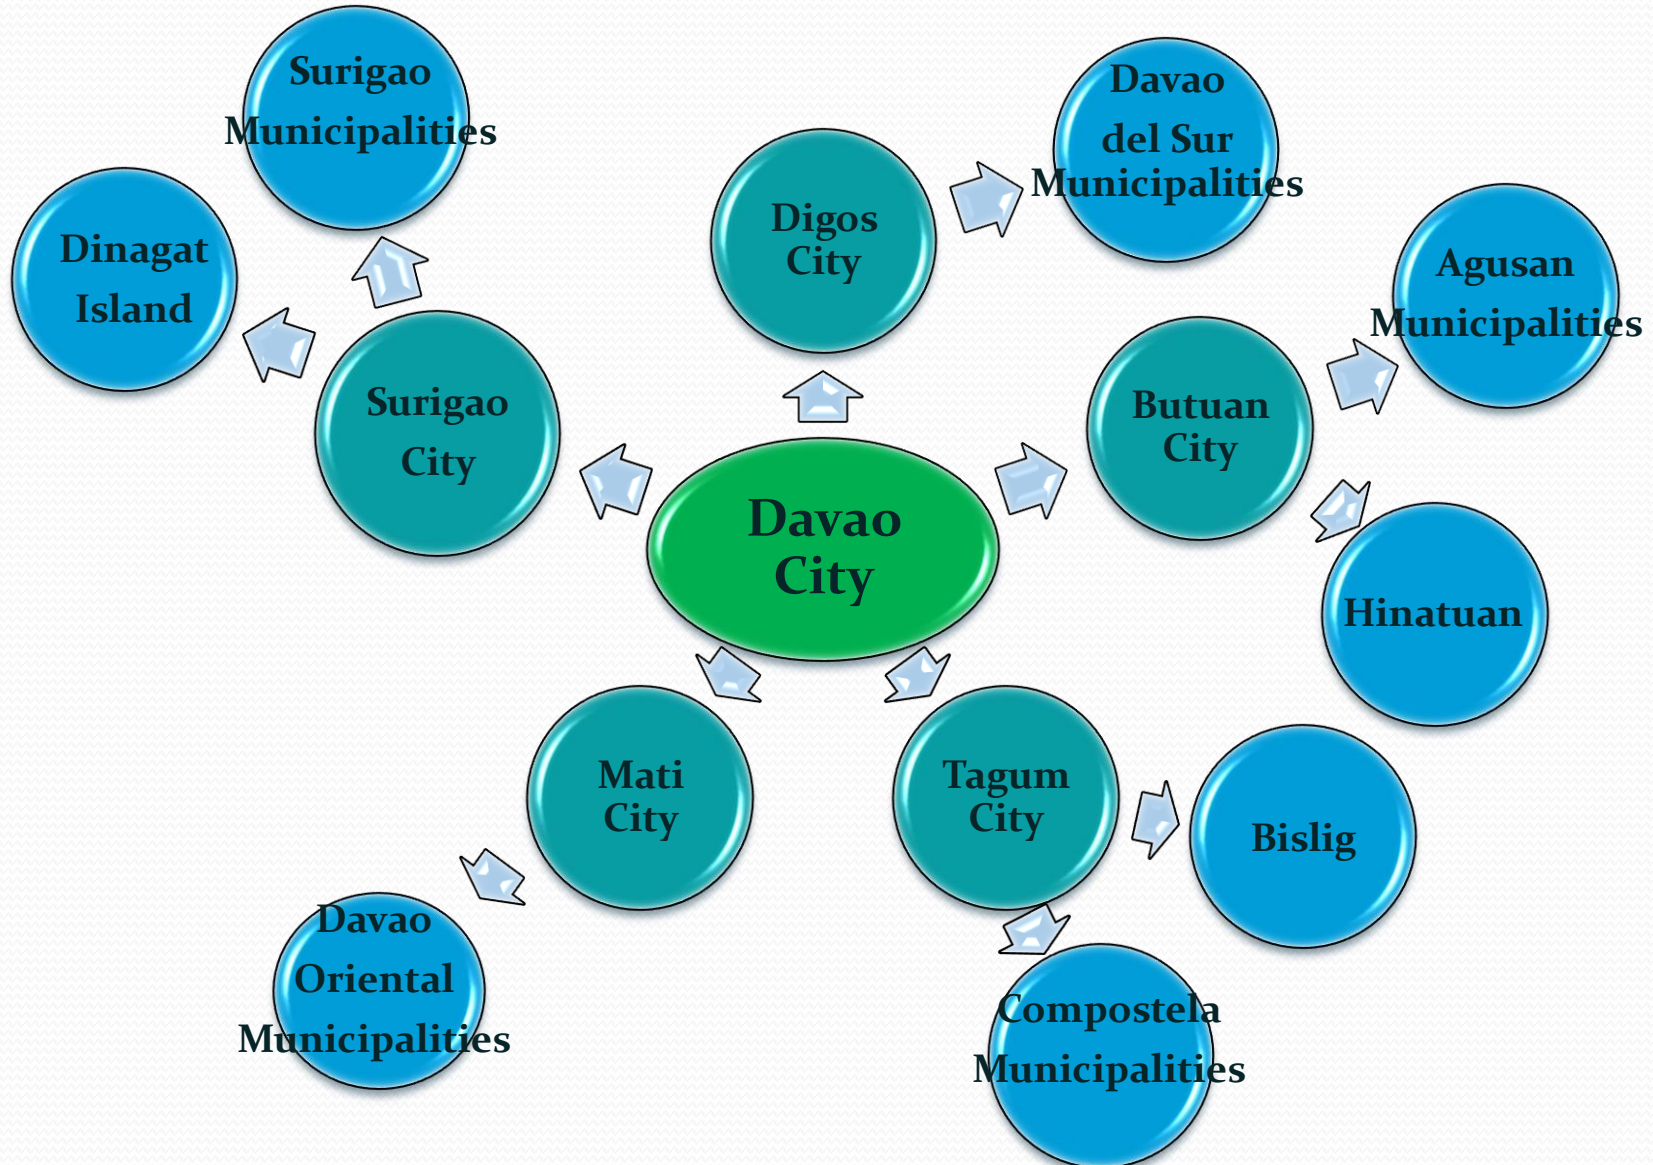 Surigao
Municipalities
Davao
del Sur
Municipalities
Dinagat
Island
Digos
City
Agusan
Municipalities
Surigao
City
Butuan
City
Davao
City
Hinatuan
Mati
City
Tagum
City
Bislig
Davao
Oriental
Municipalities
Compostela
Municipalities